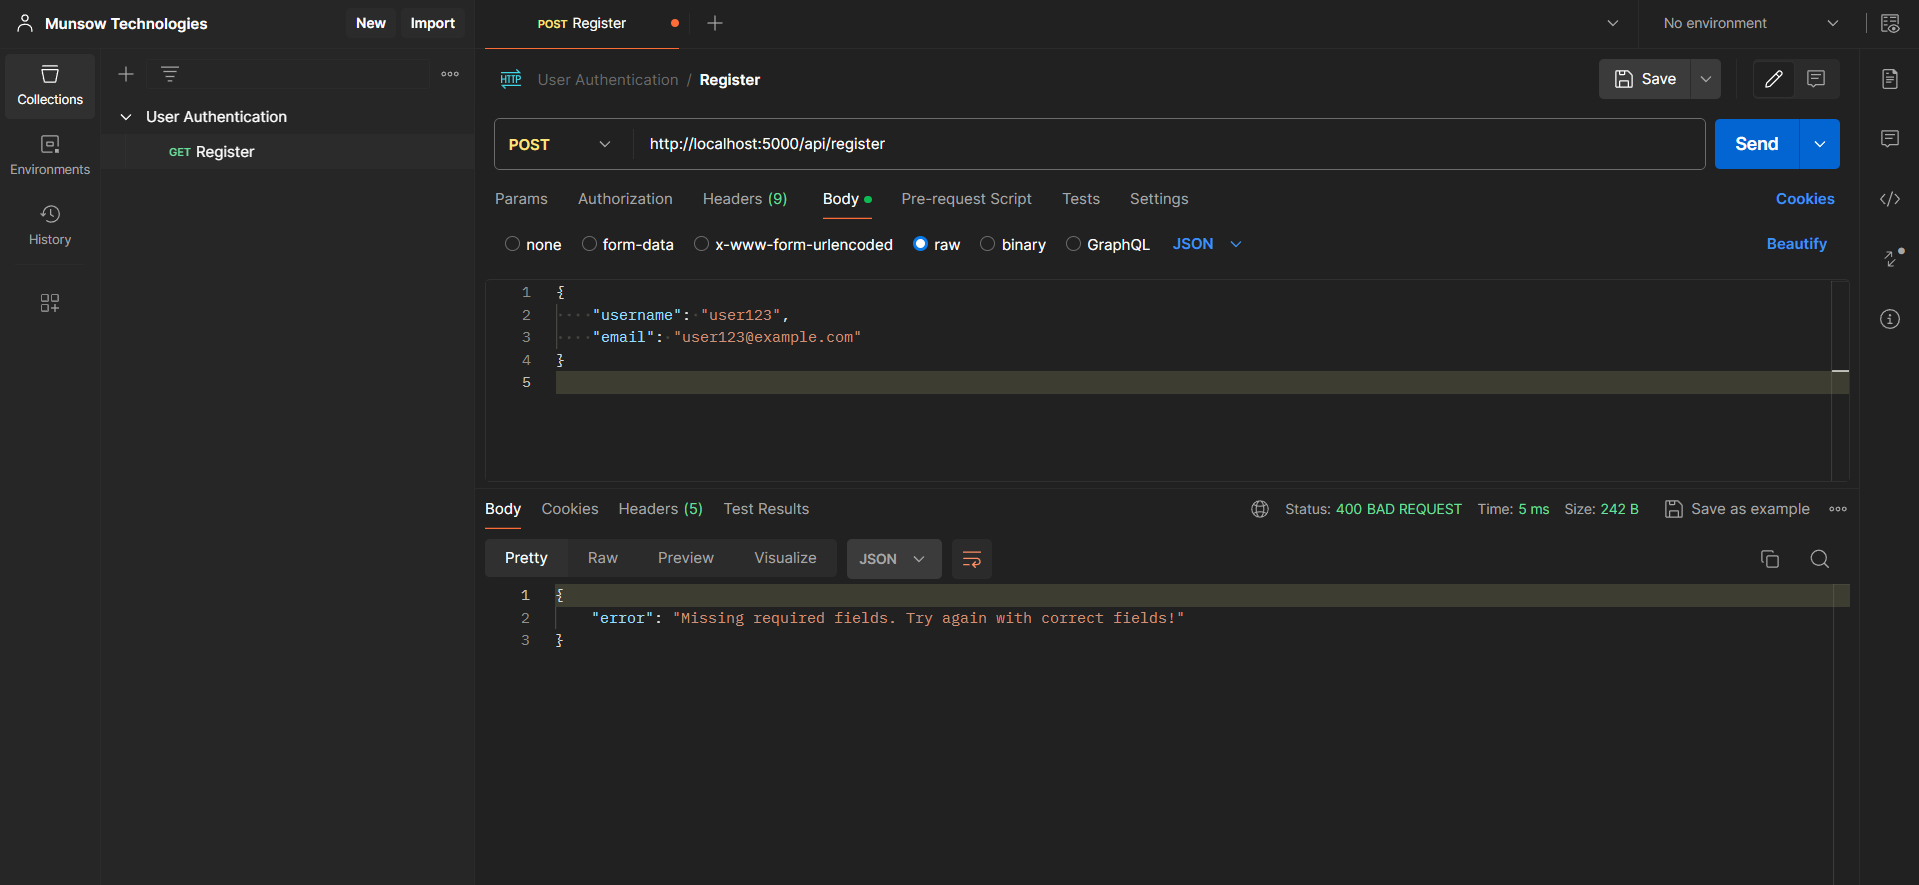 Munsow Technologies New Import POST Register No environment
Collections
Environments
History
User Authentication
GET Register
HTTP User Authentication / Register Save
POST http://localhost:5000/api/register Send
Params Authorization Headers (9) Body Pre-request Script Tests Settings Cookies
none form-data x-www-form-urlencoded raw binary GraphQL JSON Beautify
1 {
2 "username": "user123",
3 "email": "user123@example.com"
4 }
5
Body Cookies Headers (5) Test Results Status: 400 BAD REQUEST Time: 5 ms Size: 242 B Save as example
Pretty Raw Preview Visualize JSON
1 {
2 "error": "Missing required fields. Try again with correct fields!"
3 }